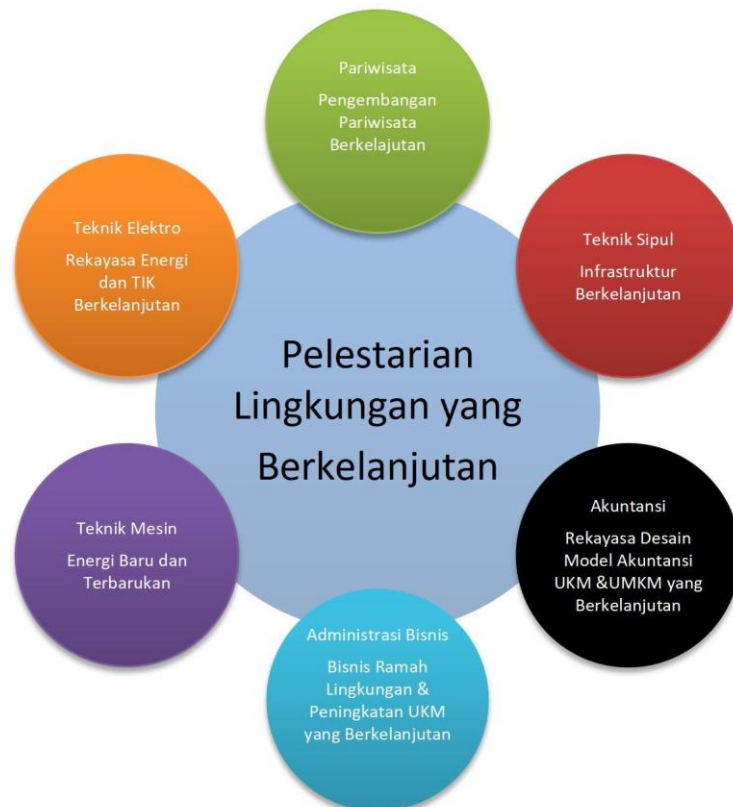 Pariwisata
Pengembangan
Pariwisata
Berkelajutan
Teknik Elektro
Rekayasa Energi
dan TIK
Berkelanjutan
Teknik Sipul
Infrastruktur
Berkelanjutan
Pelestarian
Lingkungan yang
Berkelanjutan
Teknik Mesin
Energi Baru dan
Terbarukan
Akuntansi
Rekayasa Desain
Model Akuntansi
UKM &UMKM yang
Berkelanjutan
Administrasi Bisnis
Bisnis Ramah
Lingkungan &
Peningkatan UKM
yang Berkelanjutan